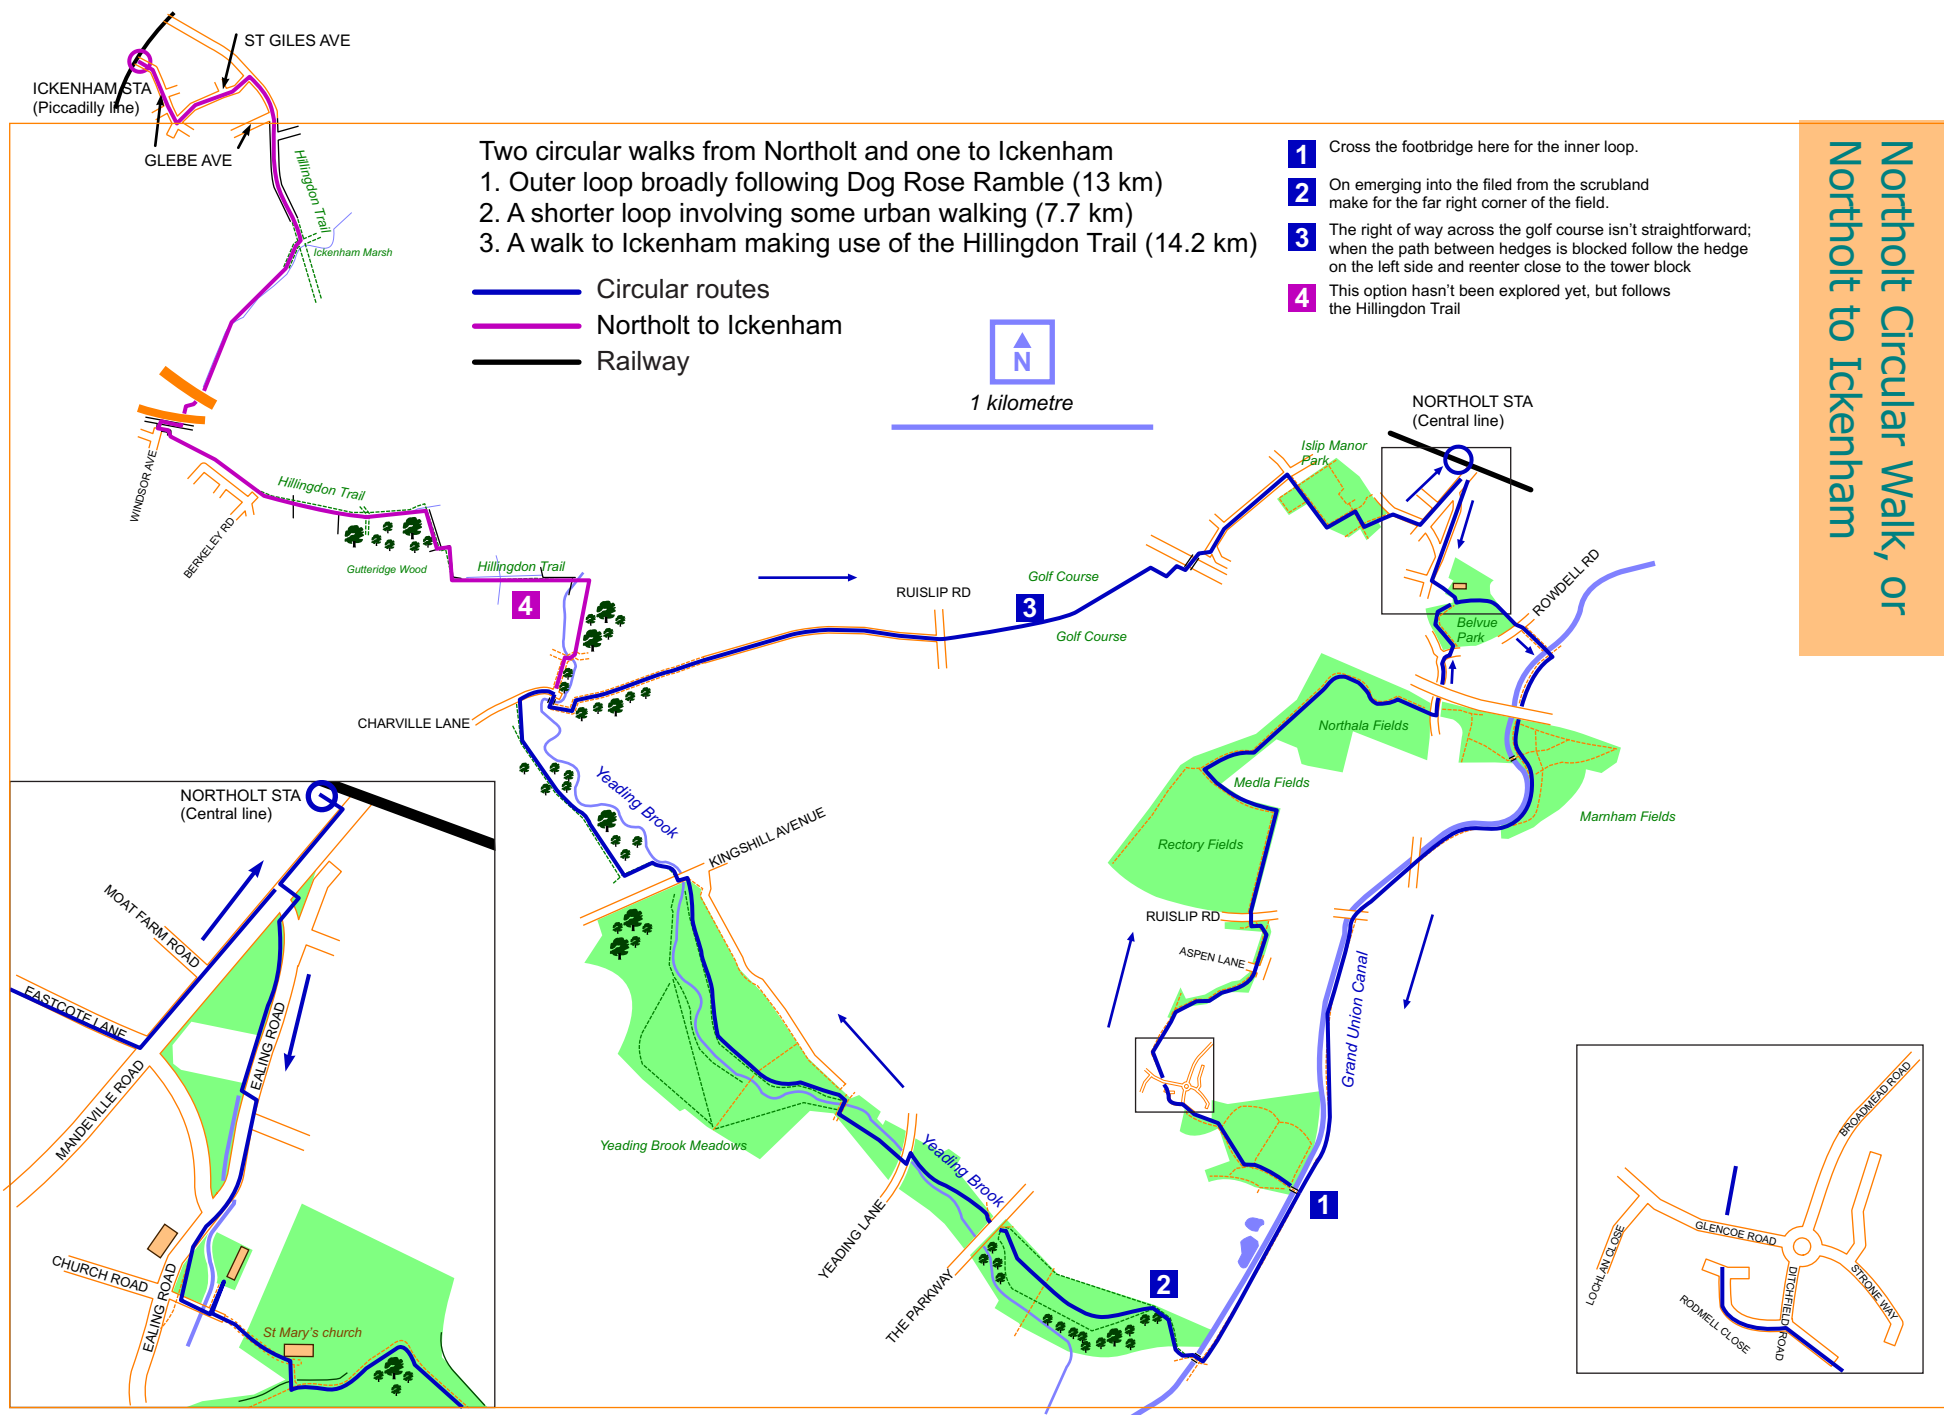 ST GILES AVE
ICKENHAM STA
(Piccadilly line)
GLEBE AVE
Hillingdon Trail
Ickenham Marsh
Two circular walks from Northolt and one to Ickenham
1. Outer loop broadly following Dog Rose Ramble (13 km)
2. A shorter loop involving some urban walking (7.7 km)
3. A walk to Ickenham making use of the Hillingdon Trail (14.2 km)
Circular routes
Northolt to Ickenham
Railway
N
1 kilometre
1 Cross the footbridge here for the inner loop.
2 On emerging into the filed from the scrubland
make for the far right corner of the field.
3 The right of way across the golf course isn't straightforward;
when the path between hedges is blocked follow the hedge
on the left side and reenter close to the tower block
4 This option hasn't been explored yet, but follows
the Hillingdon Trail
Northolt Circular Walk, or
Northolt to Ickenham
NORTHOLT STA
(Central line)
Islip Manor
Park
WINDSOR AVE
BERKELEY RD
Hillingdon Trail
Gutteridge Wood
Hillingdon Trail
4
RUISLIP RD
Golf Course
3
Golf Course
ROWDELL RD
Belvue
Park
CHARVILLE LANE
Northala Fields
Medla Fields
Marnham Fields
Rectory Fields
Yeading Brook
KINGSHILL AVENUE
RUISLIP RD
ASPEN LANE
Grand Union Canal
Yeading Brook Meadows
Yeading Brook
YEADING LANE
THE PARKWAY
1
2
NORTHOLT STA
(Central line)
MOAT FARM ROAD
EASTCOTE LANE
EALING ROAD
MANDEVILLE ROAD
CHURCH ROAD
EALING ROAD
St Mary's church
BROADMEAD ROAD
GLENCOE ROAD
LOCHLAN CLOSE
DITCHFIELD ROAD
STRONE WAY
RODMELL CLOSE